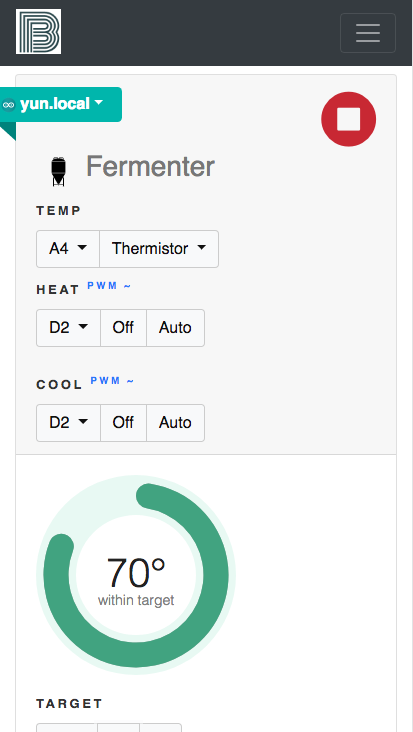 B
yun.local
Fermenter
TEMP
A4 Thermistor
HEAT PWM ~
D2 Off Auto
COOL PWM ~
D2 Off Auto
70°
within target
TARGET